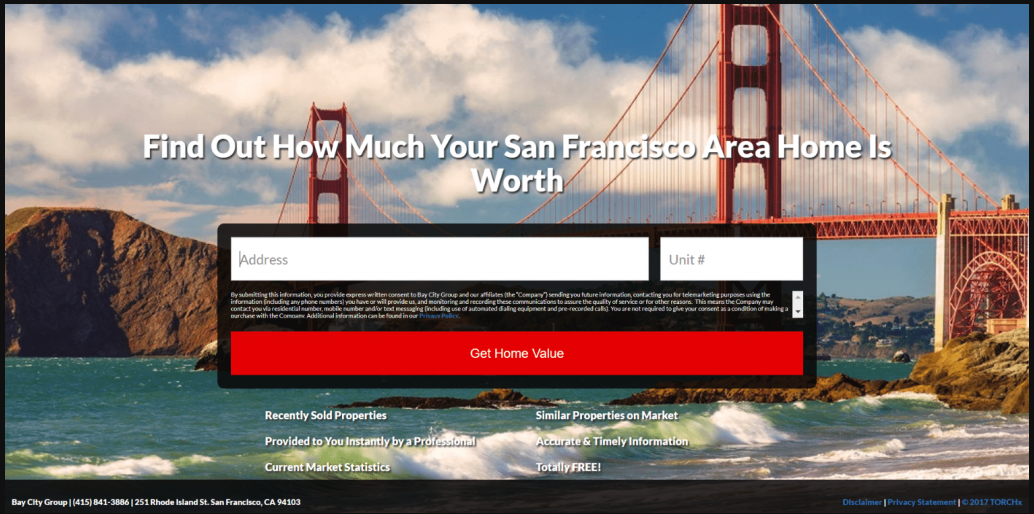 Find Out How Much Your San Francisco Area Home Is
Worth
Address
Unit #
By submitting this information, you provide express written consent to Bay City Group and our affiliates (the "Company") sending you future information, contacting you for telemarketing purposes using the
information (including any phone numbers) you have or will provide us, and monitoring and recording these communications to assure the quality of service or for other reasons. This means the Company may
contact you via residential number, mobile number and/or text messaging (include use of automated dialing equipment and pre-recorded calls). You are not required to give your consent as a condition of making a
purchase with the Company. Additional information can be found in our Privacy Policy.
Get Home Value
Recently Sold Properties
Similar Properties on Market
Provided to You Instantly by a Professional
Accurate & Timely Information
Current Market Statistics
Totally FREE!
Bay City Group | (415) 841-3886 | 251 Rhode Island St. San Francisco, CA 94103
Disclaimer | Privacy Statement | © 2017 TORCHx